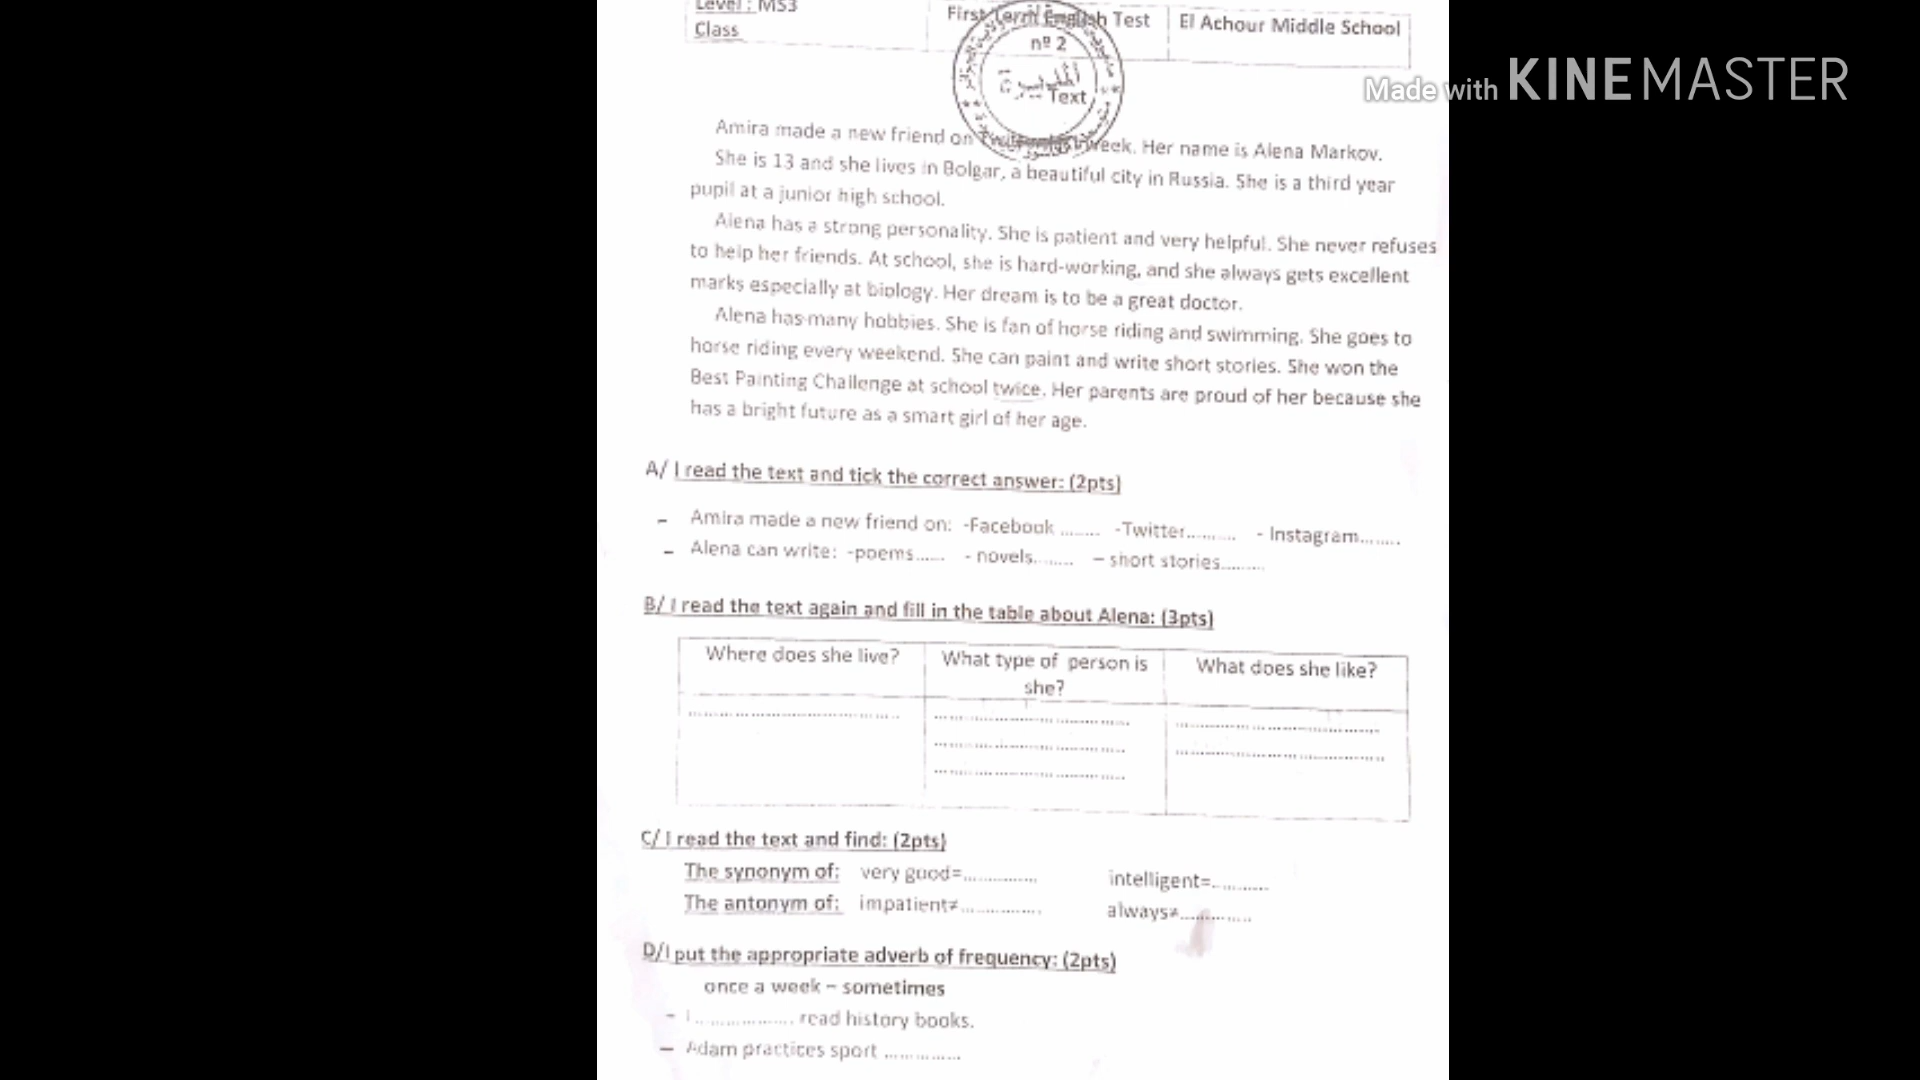 Level : MS3
Class
First Term English Test
nº 2
El Achour Middle School
Made with KINEMASTER
المديرة
Text
Amira made a new friend on week. Her name is Alena Markov.
She is 13 and she lives in Bolgar, a beautiful city in Russia. She is a third year
pupil at a junior high school.
Alena has a strong personality. She is patient and very helpful. She never refuses
to help her friends. At school, she is hard-working, and she always gets excellent
marks especially at biology. Her dream is to be a great doctor.
Alena has many hobbies. She is fan of horse riding and swimming. She goes to
horse riding every weekend. She can paint and write short stories. She won the
Best Painting Challenge at school twice. Her parents are proud of her because she
has a bright future as a smart girl of her age.
A/ I read the text and tick the correct answer: (2pts)
– Amira made a new friend on: -Facebook ........ -Twitter.......... - Instagram........
– Alena can write: -poems...... - novels........ – short stories.........
B/ I read the text again and fill in the table about Alena: (3pts)
Where does she live?
What type of person is
she?
What does she like?
C/ I read the text and find: (2pts)
The synonym of: very good=............... intelligent=...........
The antonym of: impatient≠................ always≠..............
D/I put the appropriate adverb of frequency: (2pts)
once a week – sometimes
- I .................... read history books.
– Adam practices sport ...............